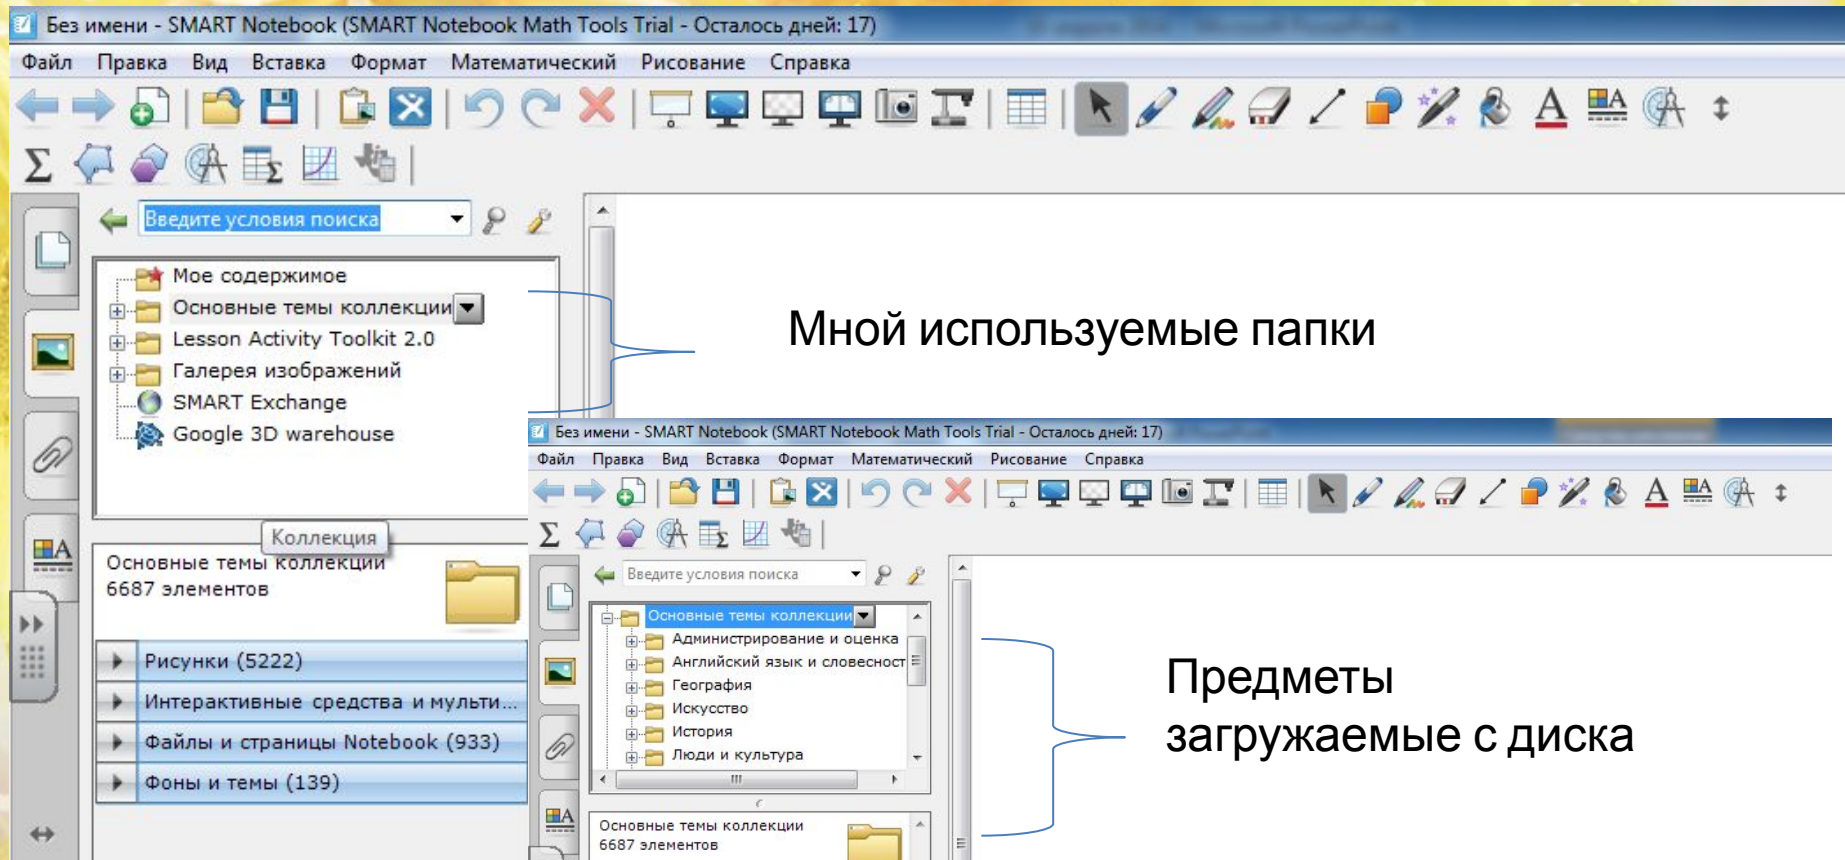 Без имени - SMART Notebook (SMART Notebook Math Tools Trial - Осталось дней: 17)
Файл Правка Вид Вставка Формат Математический Рисование Справка
Введите условия поиска
Мое содержимое
Основные темы коллекции
Lesson Activity Toolkit 2.0
Галерея изображений
SMART Exchange
Google 3D warehouse
Коллекция
Основные темы коллекции
6687 элементов
Рисунки (5222)
Интерактивные средства и мульти...
Файлы и страницы Notebook (933)
Фоны и темы (139)
Мной используемые папки
Без имени - SMART Notebook (SMART Notebook Math Tools Trial - Осталось дней: 17)
Файл Правка Вид Вставка Формат Математический Рисование Справка
Введите условия поиска
Основные темы коллекции
Администрирование и оценка
Английский язык и словесност
География
Искусство
История
Люди и культура
Основные темы коллекции
6687 элементов
Предметы
загружаемые с диска